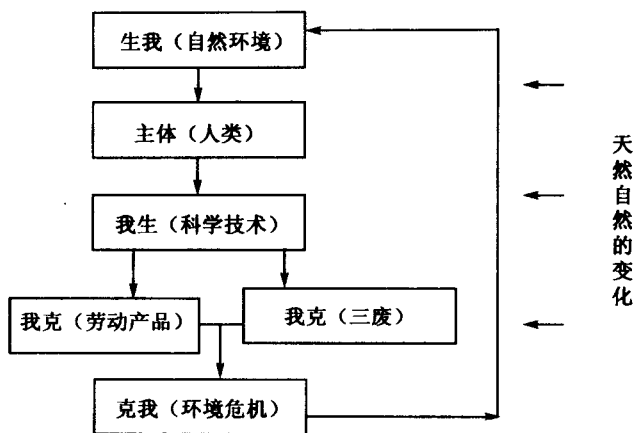 生我（自然环境）
主体（人类）
我生（科学技术）
我克（劳动产品）
我克（三废）
克我（环境危机）
天然自然的变化